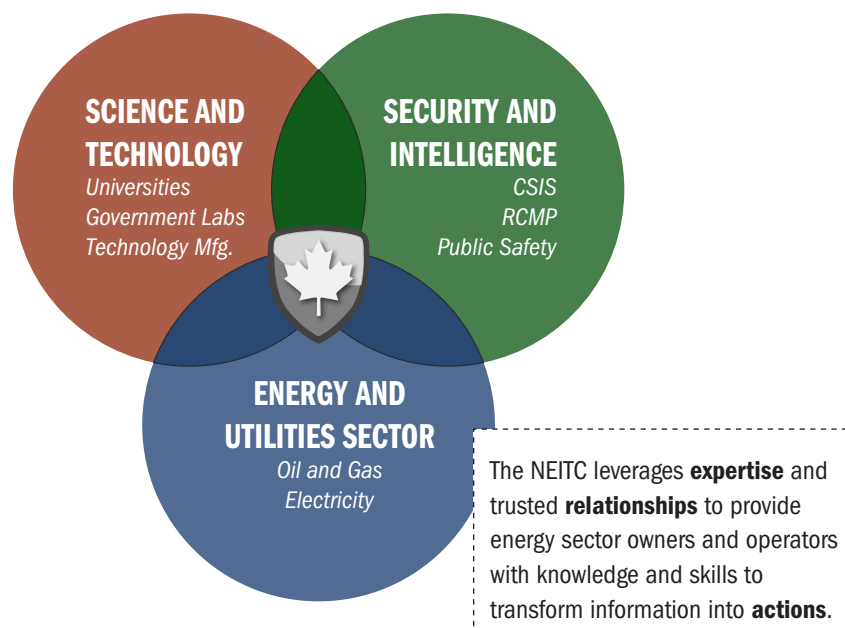 SCIENCE AND
TECHNOLOGY
Universities
Government Labs
Technology Mfg.
SECURITY AND
INTELLIGENCE
CSIS
RCMP
Public Safety
ENERGY AND
UTILITIES SECTOR
Oil and Gas
Electricity
The NEITC leverages expertise and
trusted relationships to provide
energy sector owners and operators
with knowledge and skills to
transform information into actions.